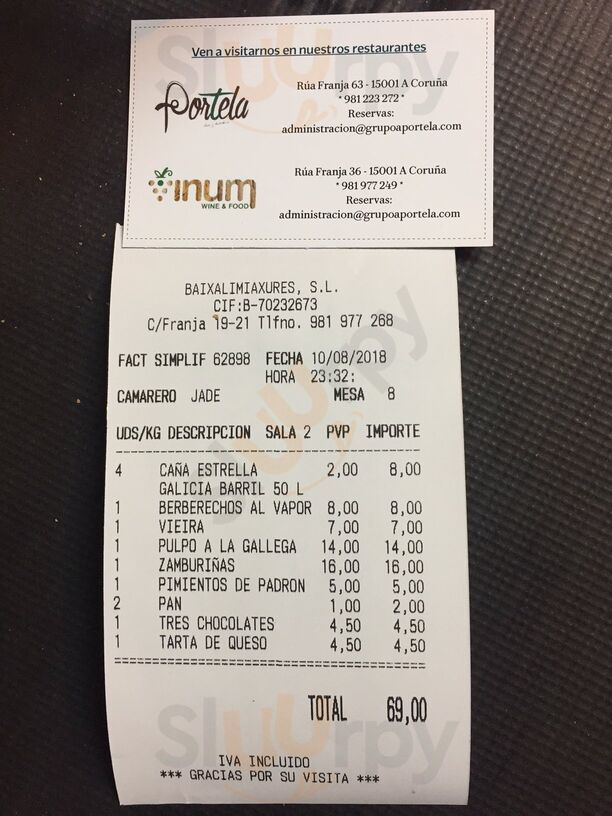 Ven a visitarnos en nuestros restaurantes
Portela
Rúa Franja 63 - 15001 A Coruña
* 981 223 272 *
Reservas:
administracion@grupoaportela.com
Vinum
WINE & FOOD
Rúa Franja 36 - 15001 A Coruña
* 981 977 249 *
Reservas:
administracion@grupoaportela.com
BAIXALIMIAXURES, S.L.
CIF:B-70232673
C/Franja 19-21 Tlfno. 981 977 268
FACT SIMPLIF 62898 FECHA 10/08/2018
HORA 23:32:
CAMARERO JADE MESA 8
UDS/KG DESCRIPCION SALA 2 PVP IMPORTE
4 CAÑA ESTRELLA 2,00 8,00
GALICIA BARRIL 50 L
1 BERBERECHOS AL VAPOR 8,00 8,00
1 VIEIRA 7,00 7,00
1 PULPO A LA GALLEGA 14,00 14,00
1 ZAMBURIÑAS 16,00 16,00
1 PIMIENTOS DE PADRON 5,00 5,00
2 PAN 1,00 2,00
1 TRES CHOCOLATES 4,50 4,50
1 TARTA DE QUESO 4,50 4,50
TOTAL 69,00
IVA INCLUIDO
*** GRACIAS POR SU VISITA ***
Sluurpy
Sluurpy
Sluurpy